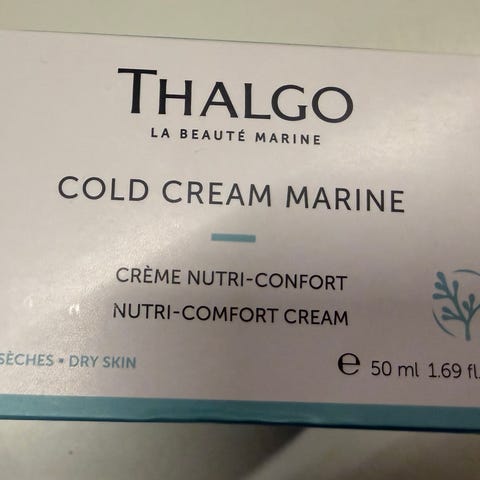 THALGO
LA BEAUTÉ MARINE
COLD CREAM MARINE
CRÈME NUTRI-CONFORT
NUTRI-COMFORT CREAM
SÈCHES • DRY SKIN
℮ 50 ml 1.69 fl.